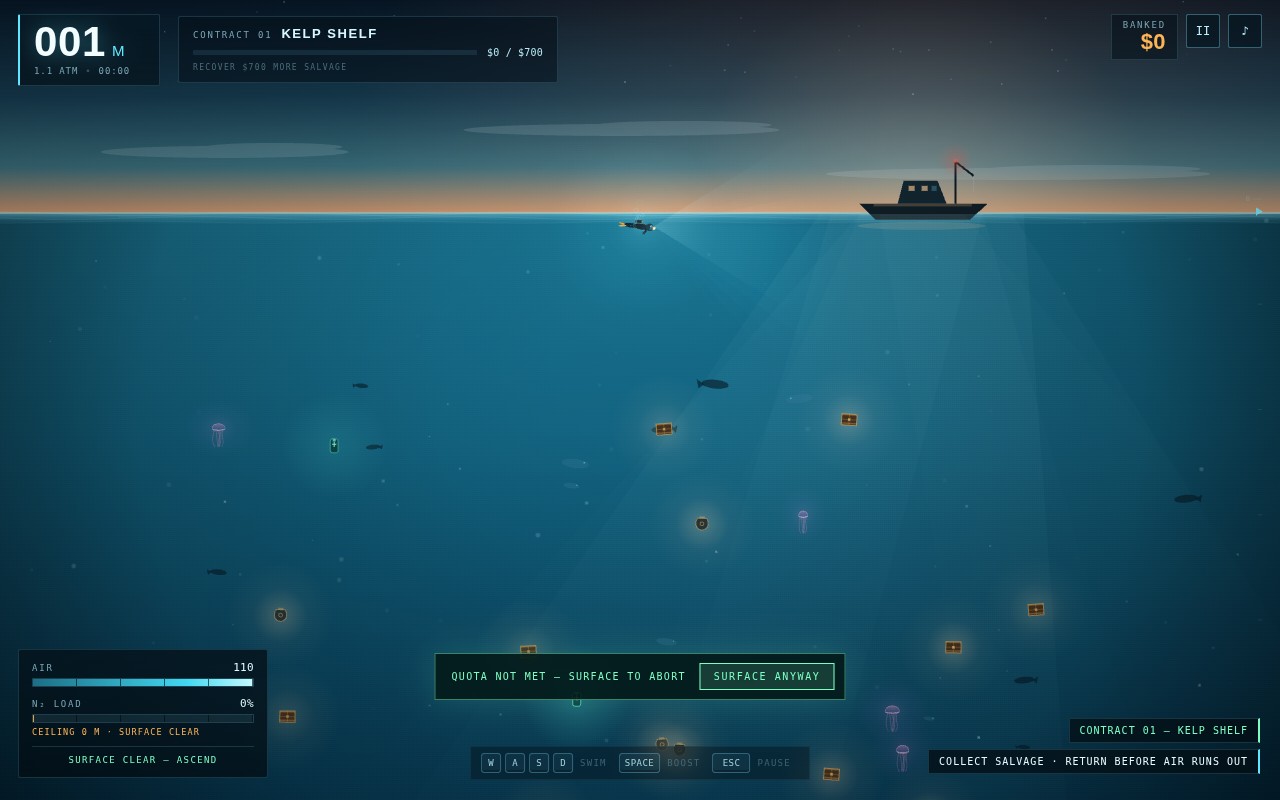 001 M
1.1 ATM • 00:00
CONTRACT 01 KELP SHELF
$0 / $700
RECOVER $700 MORE SALVAGE
BANKED
$0
II
♪
AIR 110
N₂ LOAD 0%
CEILING 0 M · SURFACE CLEAR
SURFACE CLEAR — ASCEND
QUOTA NOT MET — SURFACE TO ABORT
SURFACE ANYWAY
W A S D SWIM SPACE BOOST ESC PAUSE
CONTRACT 01 — KELP SHELF
COLLECT SALVAGE · RETURN BEFORE AIR RUNS OUT